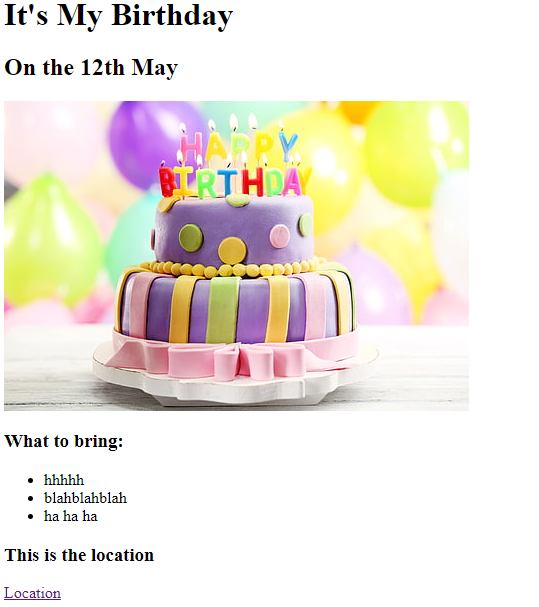 It's My Birthday
On the 12th May
HAPPY
BIRTHDAY
What to bring:
hhhhh
blahblahblah
ha ha ha
This is the location
Location